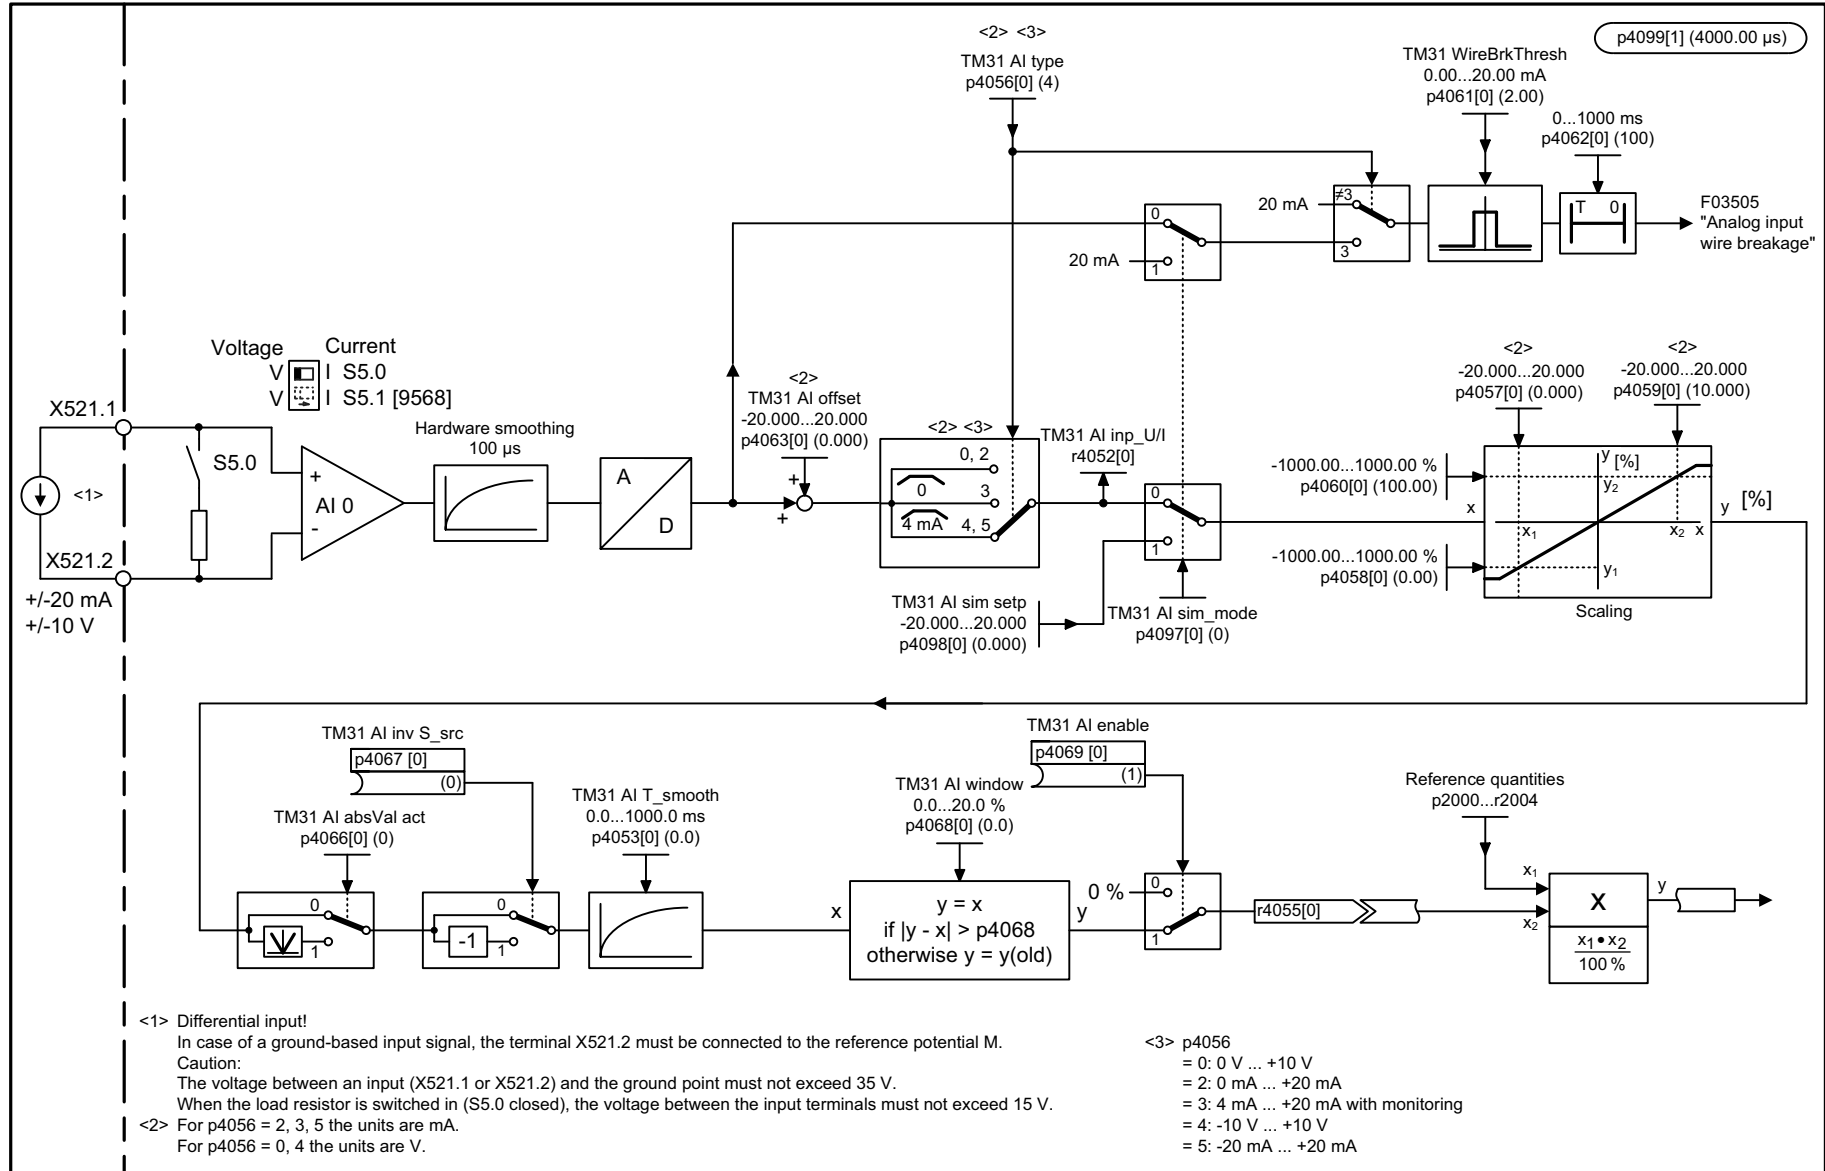 <2> <3>
TM31 AI type
p4056[0] (4)
p4099[1] (4000.00 µs)
TM31 WireBrkThresh
0.00...20.00 mA
p4061[0] (2.00)
0...1000 ms
p4062[0] (100)
0
20 mA
1
20 mA
≠3
3
T 0
F03505
"Analog input
wire breakage"
Voltage Current
V I S5.0
V I S5.1 [9568]
X521.1
S5.0
<1>
X521.2
+/-20 mA
+/-10 V
+
AI 0
-
Hardware smoothing
100 µs
A
D
<2>
TM31 AI offset
-20.000...20.000
p4063[0] (0.000)
+
+
<2> <3>
0, 2
0
3
4 mA
4, 5
TM31 AI inp_U/I
r4052[0]
0
1
TM31 AI sim setp
-20.000...20.000
p4098[0] (0.000)
TM31 AI sim_mode
p4097[0] (0)
<2>
-20.000...20.000
p4057[0] (0.000)
<2>
-20.000...20.000
p4059[0] (10.000)
-1000.00...1000.00 %
p4060[0] (100.00)
x
-1000.00...1000.00 %
p4058[0] (0.00)
y [%]
y2
x1
x2 x
y1
y [%]
Scaling
TM31 AI inv S_src
p4067 [0]
(0)
TM31 AI absVal act
p4066[0] (0)
TM31 AI T_smooth
0.0...1000.0 ms
p4053[0] (0.0)
TM31 AI window
0.0...20.0 %
p4068[0] (0.0)
TM31 AI enable
p4069 [0]
(1)
Reference quantities
p2000...r2004
0
1
0
-1
1
x
y = x
if |y - x| > p4068
otherwise y = y(old)
y
0 %
0
1
r4055[0]
x1
x2
X
x1 • x2
100 %
y
<1> Differential input!
In case of a ground-based input signal, the terminal X521.2 must be connected to the reference potential M.
Caution:
The voltage between an input (X521.1 or X521.2) and the ground point must not exceed 35 V.
When the load resistor is switched in (S5.0 closed), the voltage between the input terminals must not exceed 15 V.
<2> For p4056 = 2, 3, 5 the units are mA.
For p4056 = 0, 4 the units are V.
<3> p4056
= 0: 0 V ... +10 V
= 2: 0 mA ... +20 mA
= 3: 4 mA ... +20 mA with monitoring
= 4: -10 V ... +10 V
= 5: -20 mA ... +20 mA